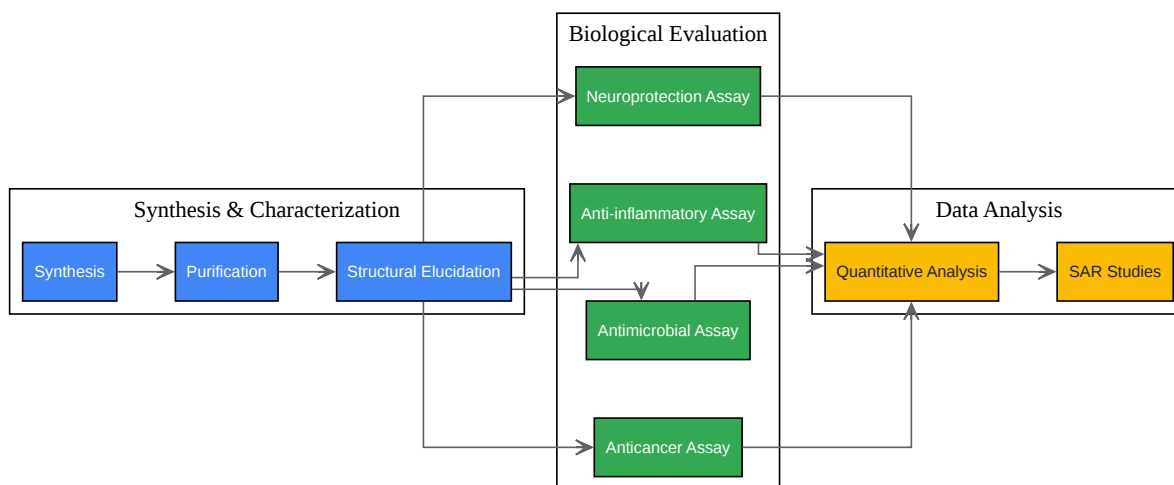 Biological Evaluation
Neuroprotection Assay
Anti-inflammatory Assay
Antimicrobial Assay
Anticancer Assay
Synthesis & Characterization
Synthesis
Purification
Structural Elucidation
Data Analysis
Quantitative Analysis
SAR Studies